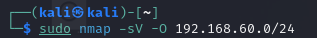 ┌──(kali㉿kali)-[~]
└─$ sudo nmap -sV -O 192.168.60.0/24